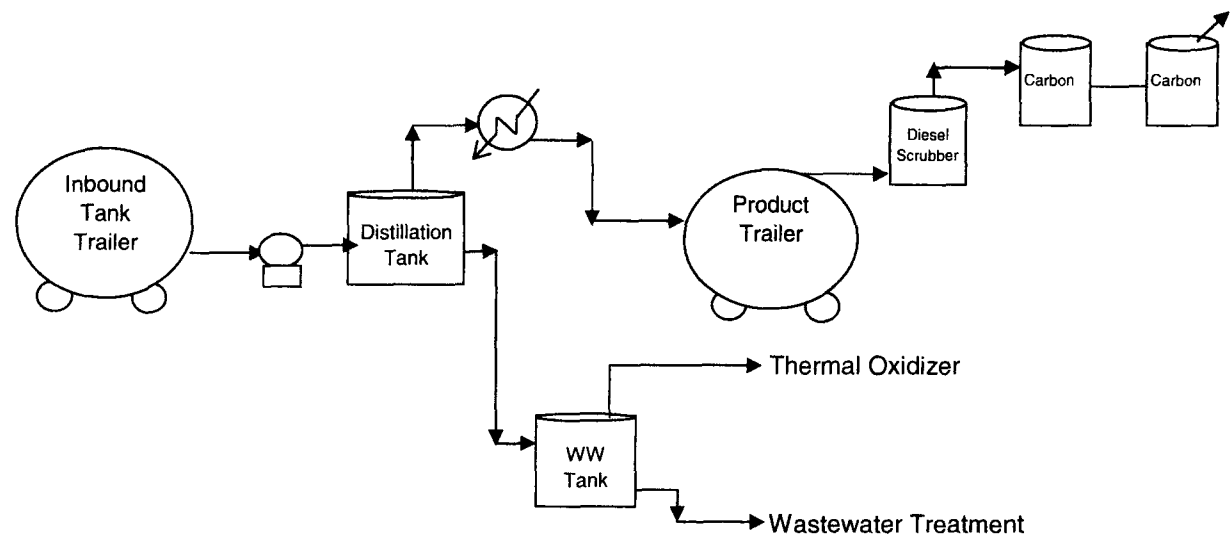 Inbound
Tank
Trailer
Distillation
Tank
Product
Trailer
Diesel
Scrubber
Carbon
Carbon
Thermal Oxidizer
WW
Tank
Wastewater Treatment